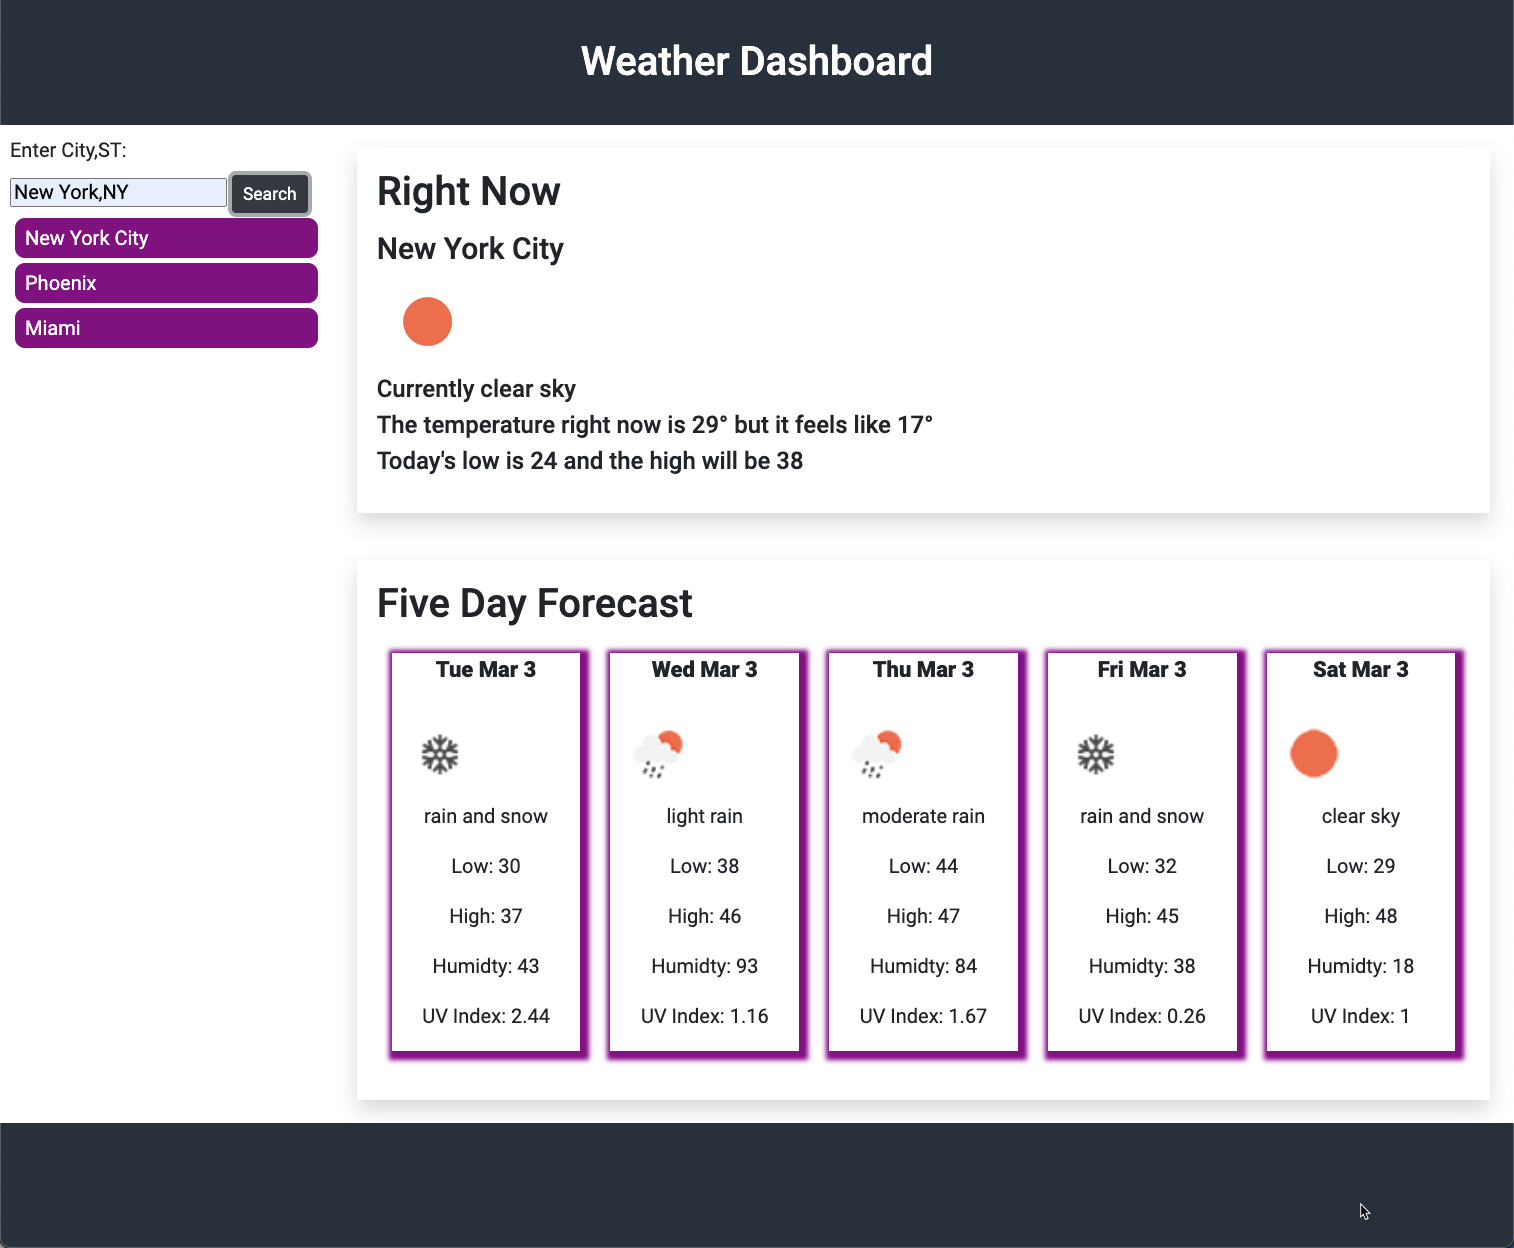 Weather Dashboard
Enter City,ST:
New York,NY
Search
New York City
Phoenix
Miami
Right Now
New York City
Currently clear sky
The temperature right now is 29° but it feels like 17°
Today's low is 24 and the high will be 38
Five Day Forecast
Tue Mar 3
rain and snow
Low: 30
High: 37
Humidty: 43
UV Index: 2.44
Wed Mar 3
light rain
Low: 38
High: 46
Humidty: 93
UV Index: 1.16
Thu Mar 3
moderate rain
Low: 44
High: 47
Humidty: 84
UV Index: 1.67
Fri Mar 3
rain and snow
Low: 32
High: 45
Humidty: 38
UV Index: 0.26
Sat Mar 3
clear sky
Low: 29
High: 48
Humidty: 18
UV Index: 1